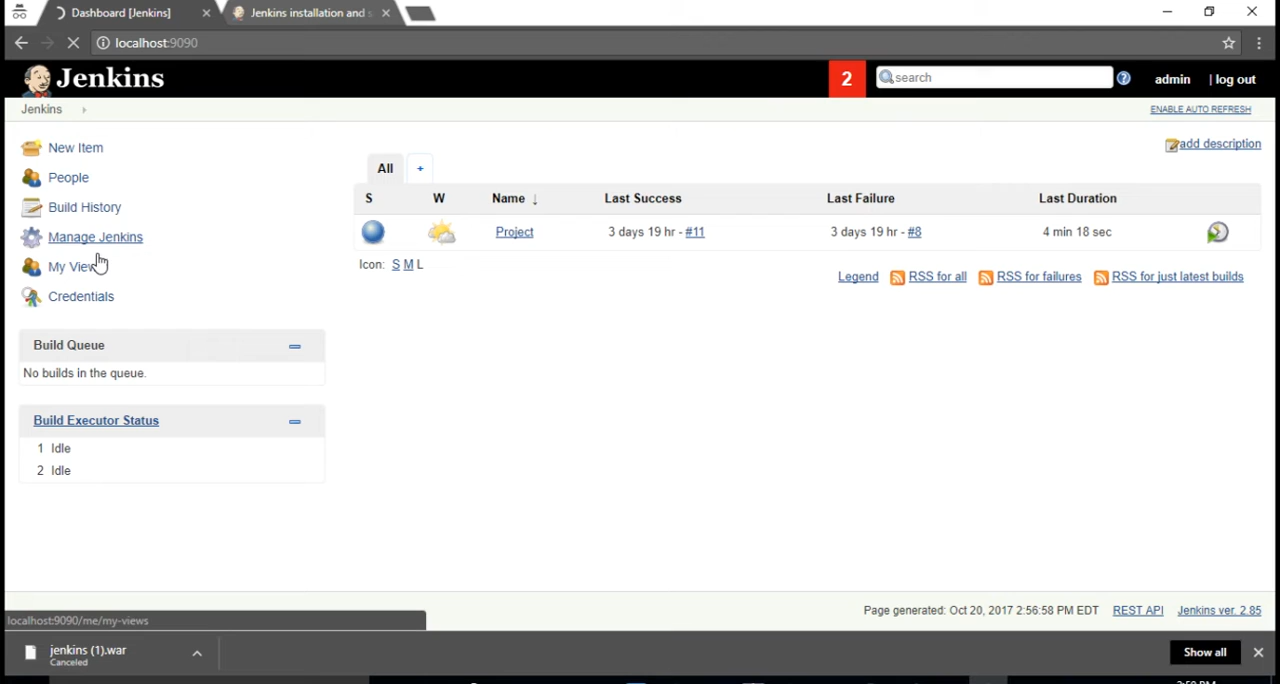 Dashboard [Jenkins]
Jenkins installation and s
localhost:9090
Jenkins
2
search
admin
| log out
Jenkins
ENABLE AUTO REFRESH
New Item
People
Build History
Manage Jenkins
My View
Credentials
add description
All +
S W Name ↓ Last Success Last Failure Last Duration
Project 3 days 19 hr - #11 3 days 19 hr - #8 4 min 18 sec
Icon: S M L
Legend RSS for all RSS for failures RSS for just latest builds
Build Queue
No builds in the queue.
Build Executor Status
1 Idle
2 Idle
Page generated: Oct 20, 2017 2:56:58 PM EDT REST API Jenkins ver. 2.85
localhost:9090/me/my-views
jenkins (1).war
Canceled
Show all